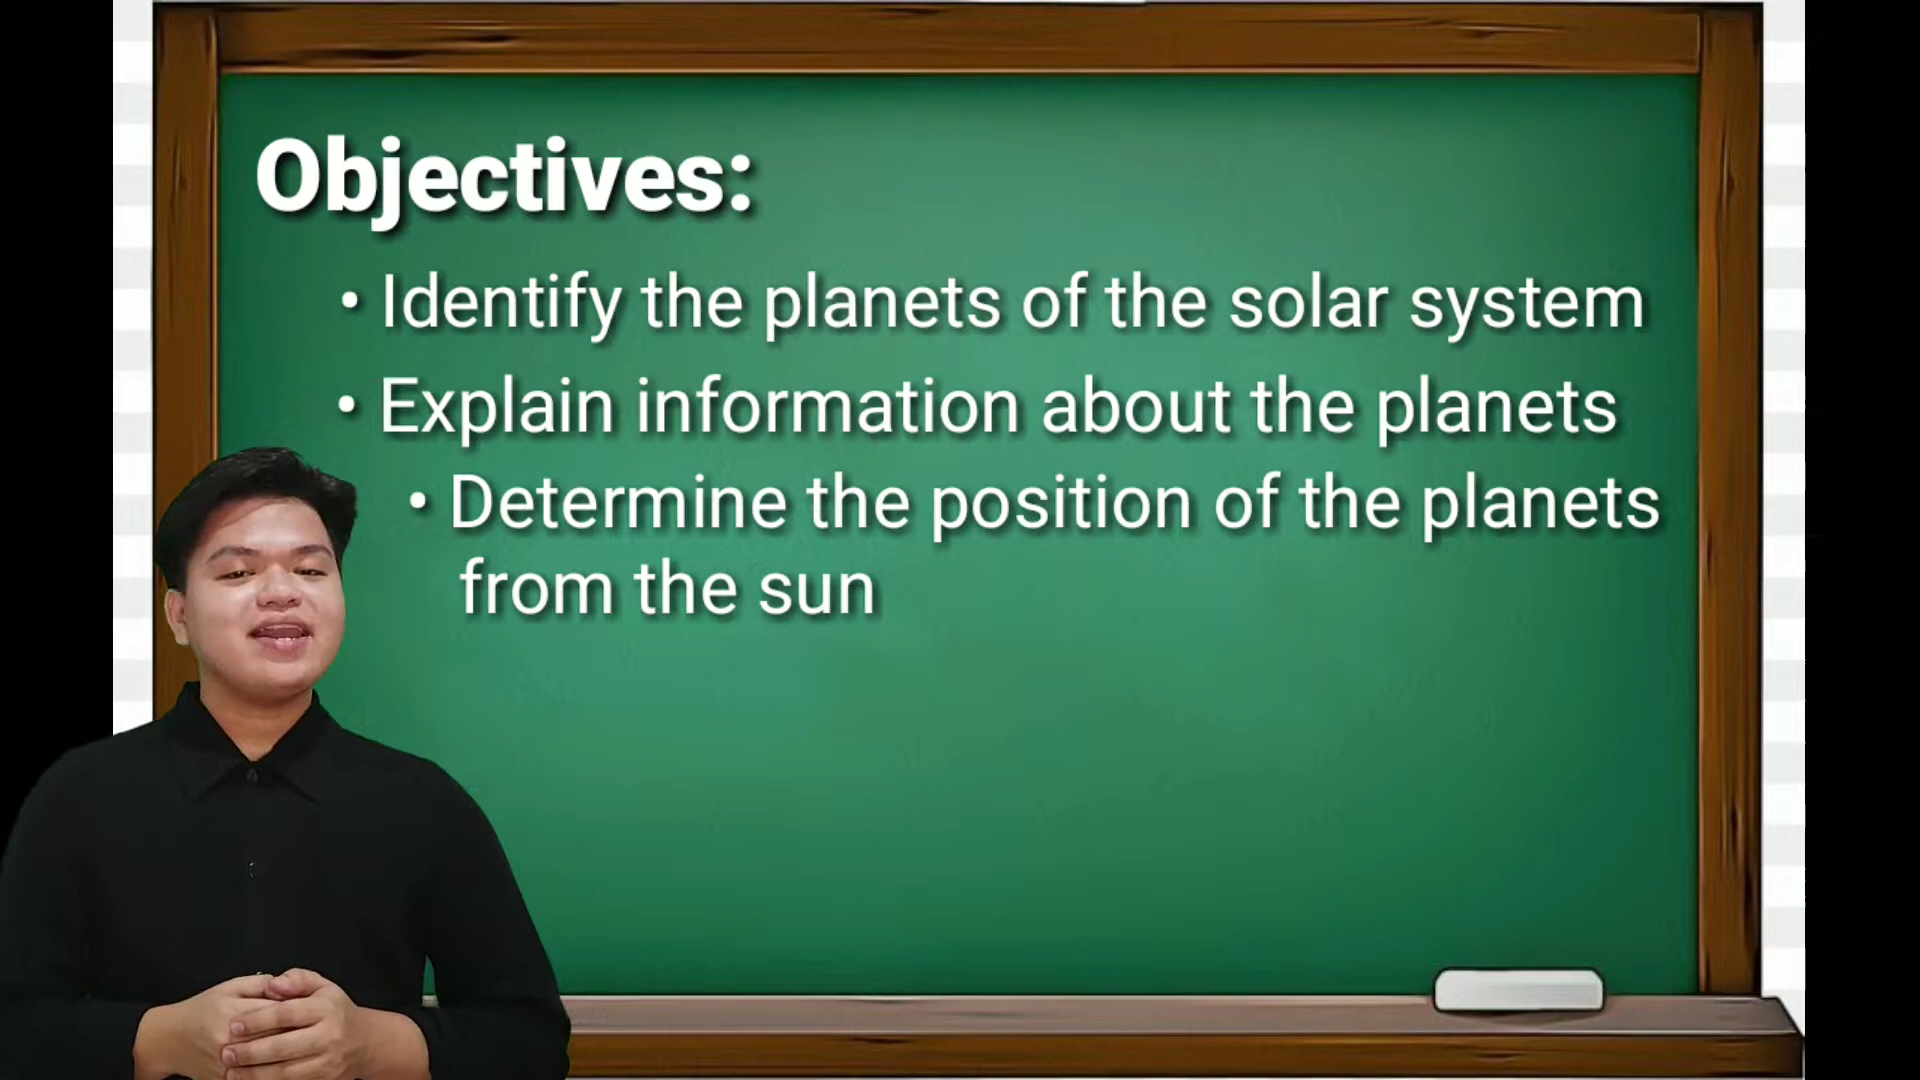 Objectives:
• Identify the planets of the solar system
• Explain information about the planets
• Determine the position of the planets
from the sun